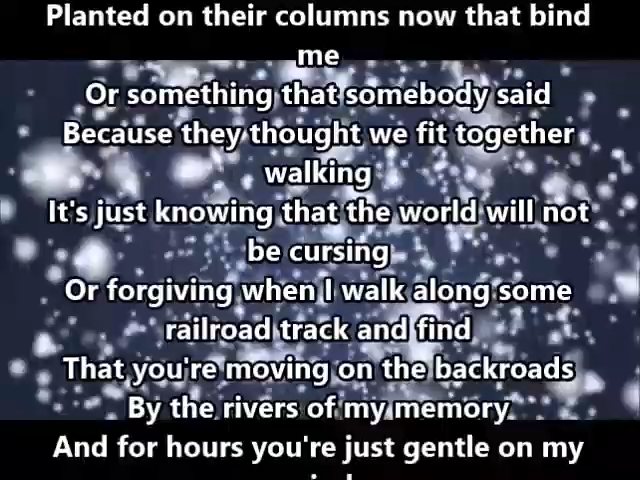 Planted on their columns now that bind
me
Or something that somebody said
Because they thought we fit together
walking
It's just knowing that the world will not
be cursing
Or forgiving when I walk along some
railroad track and find
That you're moving on the backroads
By the rivers of my memory
And for hours you're just gentle on my